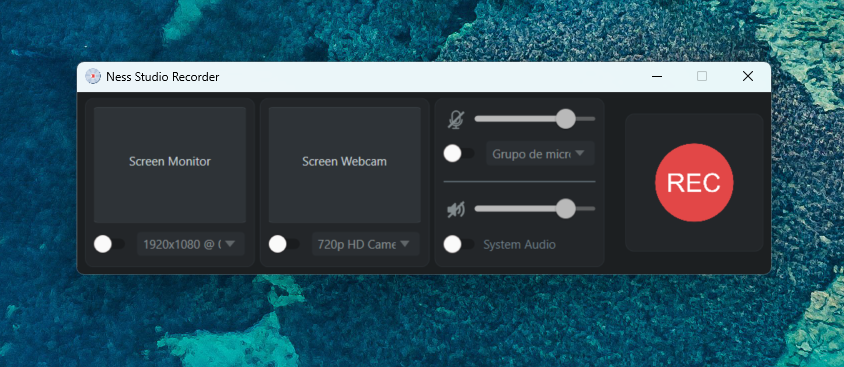 Ness Studio Recorder
Screen Monitor
1920x1080 @
Screen Webcam
720p HD Came
Grupo de micr
System Audio
REC